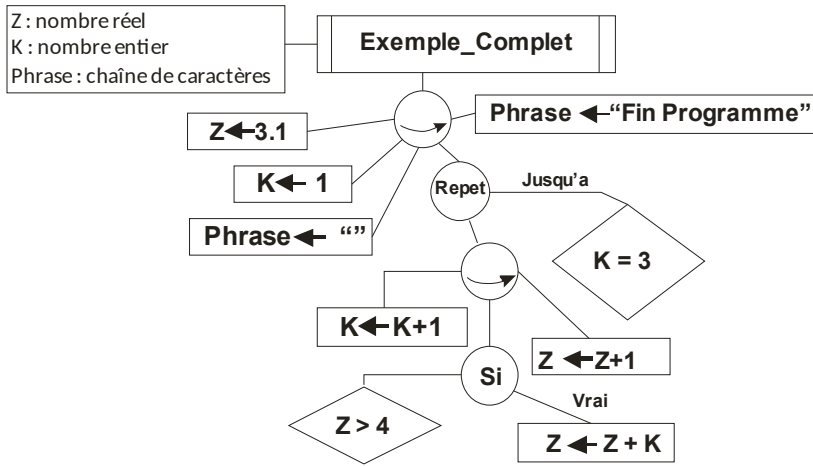 Z : nombre réel
K : nombre entier
Phrase : chaîne de caractères
Exemple_Complet
Z ← 3.1
K ← 1
Phrase ← “”
Phrase ← “Fin Programme”
Repet
Jusqu’a
K = 3
K ← K+1
Si
Z ← Z+1
Z > 4
Vrai
Z ← Z + K